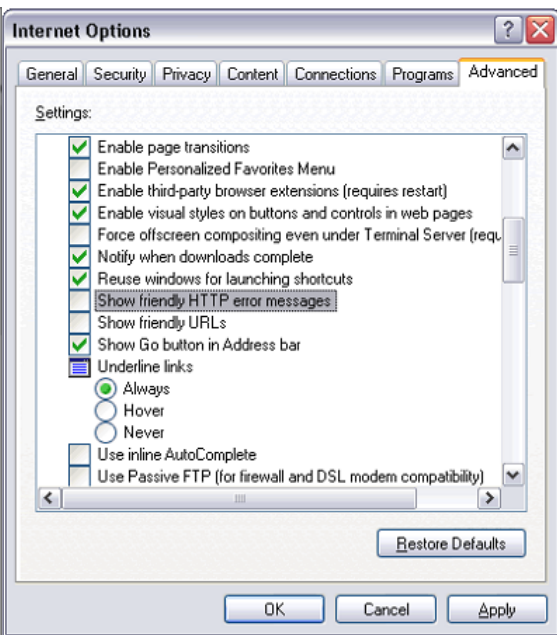 Internet Options
General Security Privacy Content Connections Programs Advanced
Settings:
Enable page transitions
Enable Personalized Favorites Menu
Enable third-party browser extensions (requires restart)
Enable visual styles on buttons and controls in web pages
Force offscreen compositing even under Terminal Server (requ
Notify when downloads complete
Reuse windows for launching shortcuts
Show friendly HTTP error messages
Show friendly URLs
Show Go button in Address bar
Underline links
Always
Hover
Never
Use inline AutoComplete
Use Passive FTP (for firewall and DSL modem compatibility)
Restore Defaults
OK Cancel Apply